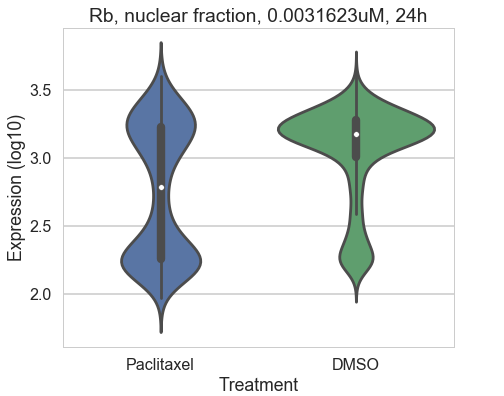 Rb, nuclear fraction, 0.0031623uM, 24h
Expression (log10)
3.5
3.0
2.5
2.0
Paclitaxel DMSO
Treatment